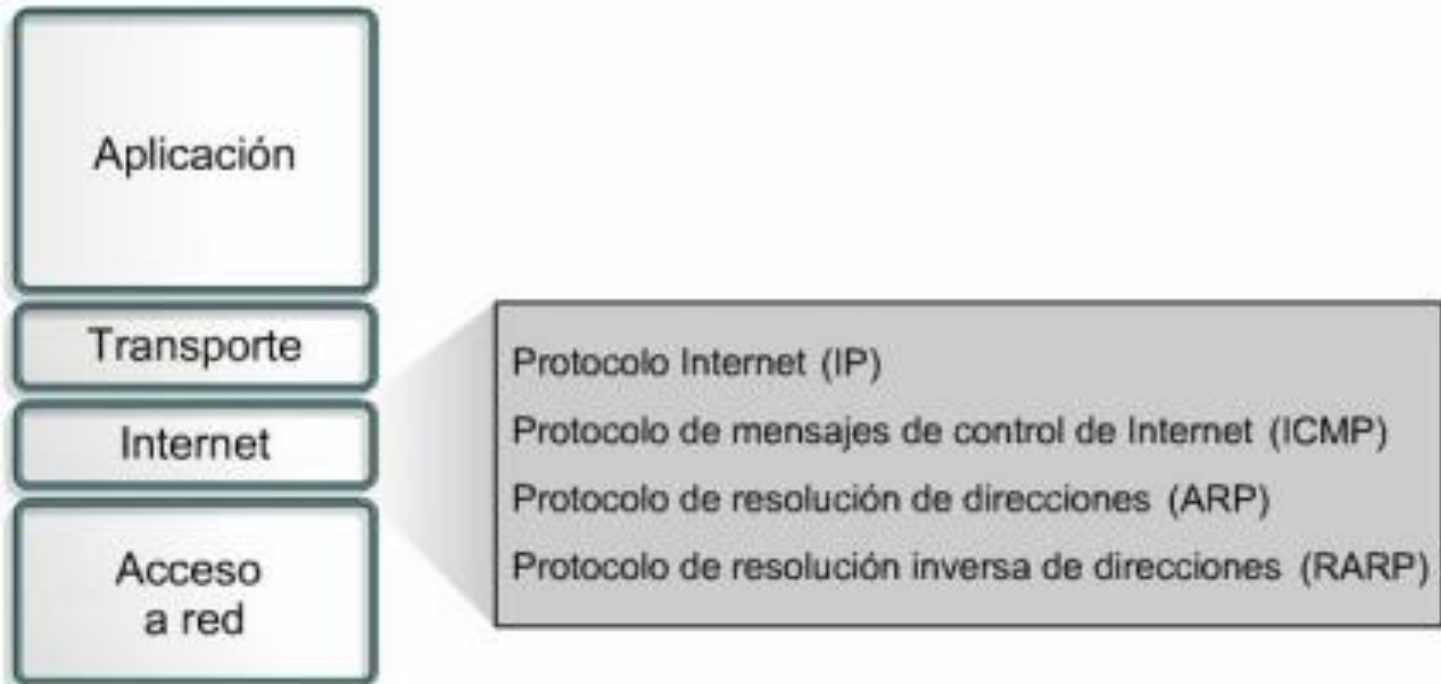 Aplicación
Transporte
Internet
Acceso
a red
Protocolo Internet (IP)
Protocolo de mensajes de control de Internet (ICMP)
Protocolo de resolución de direcciones (ARP)
Protocolo de resolución inversa de direcciones (RARP)